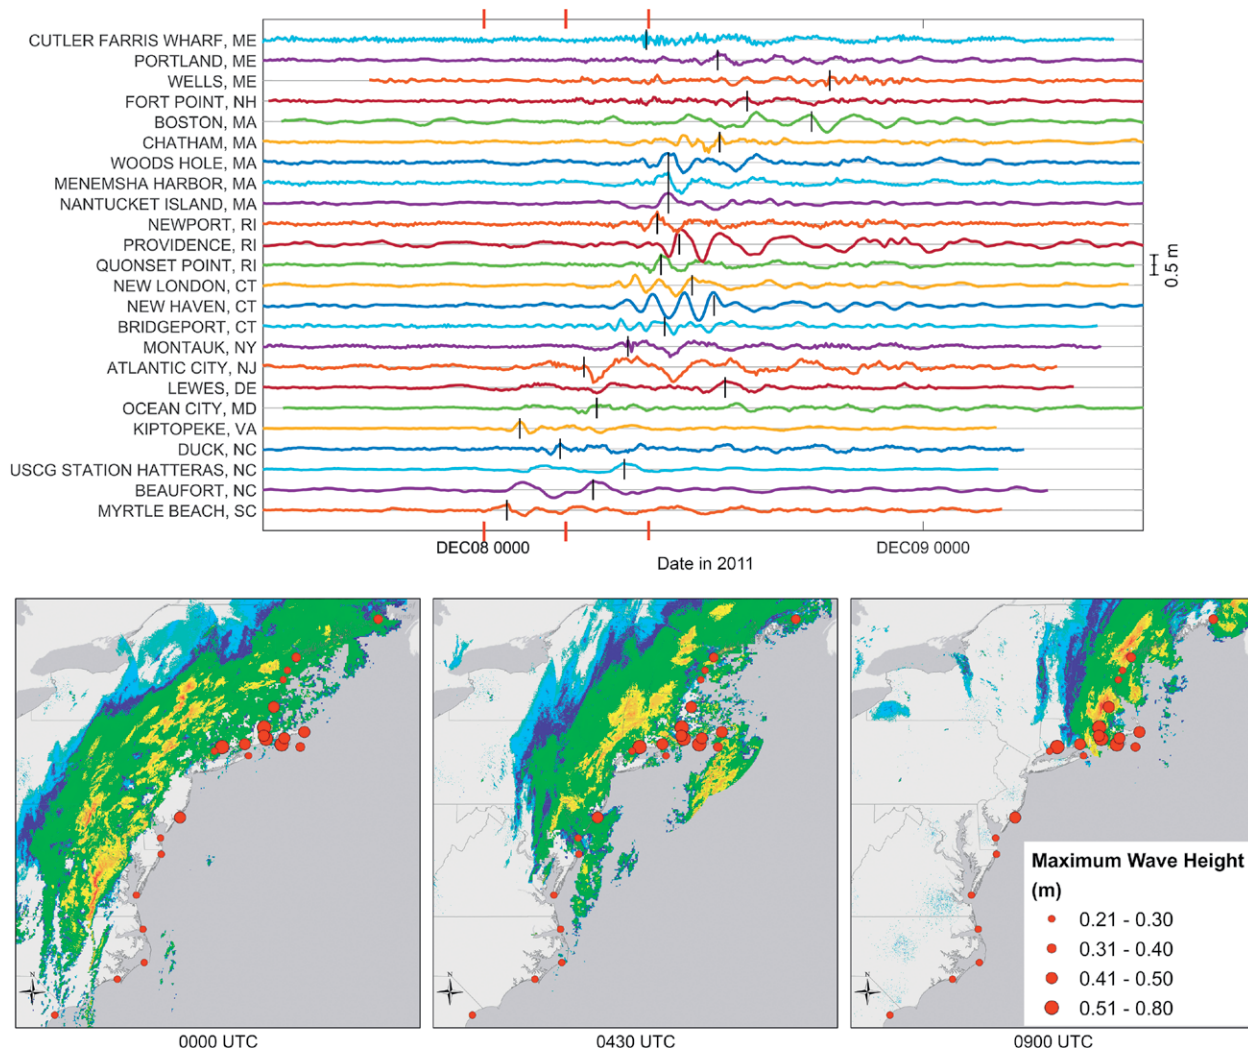 CUTLER FARRIS WHARF, ME
PORTLAND, ME
WELLS, ME
FORT POINT, NH
BOSTON, MA
CHATHAM, MA
WOODS HOLE, MA
MENEMSHA HARBOR, MA
NANTUCKET ISLAND, MA
NEWPORT, RI
PROVIDENCE, RI
QUONSET POINT, RI
NEW LONDON, CT
NEW HAVEN, CT
BRIDGEPORT, CT
MONTAUK, NY
ATLANTIC CITY, NJ
LEWES, DE
OCEAN CITY, MD
KIPTOPEKE, VA
DUCK, NC
USCG STATION HATTERAS, NC
BEAUFORT, NC
MYRTLE BEACH, SC
0.5 m
DEC08 0000
DEC09 0000
Date in 2011
Maximum Wave Height
(m)
0.21 - 0.30
0.31 - 0.40
0.41 - 0.50
0.51 - 0.80
N
N
N
0000 UTC
0430 UTC
0900 UTC